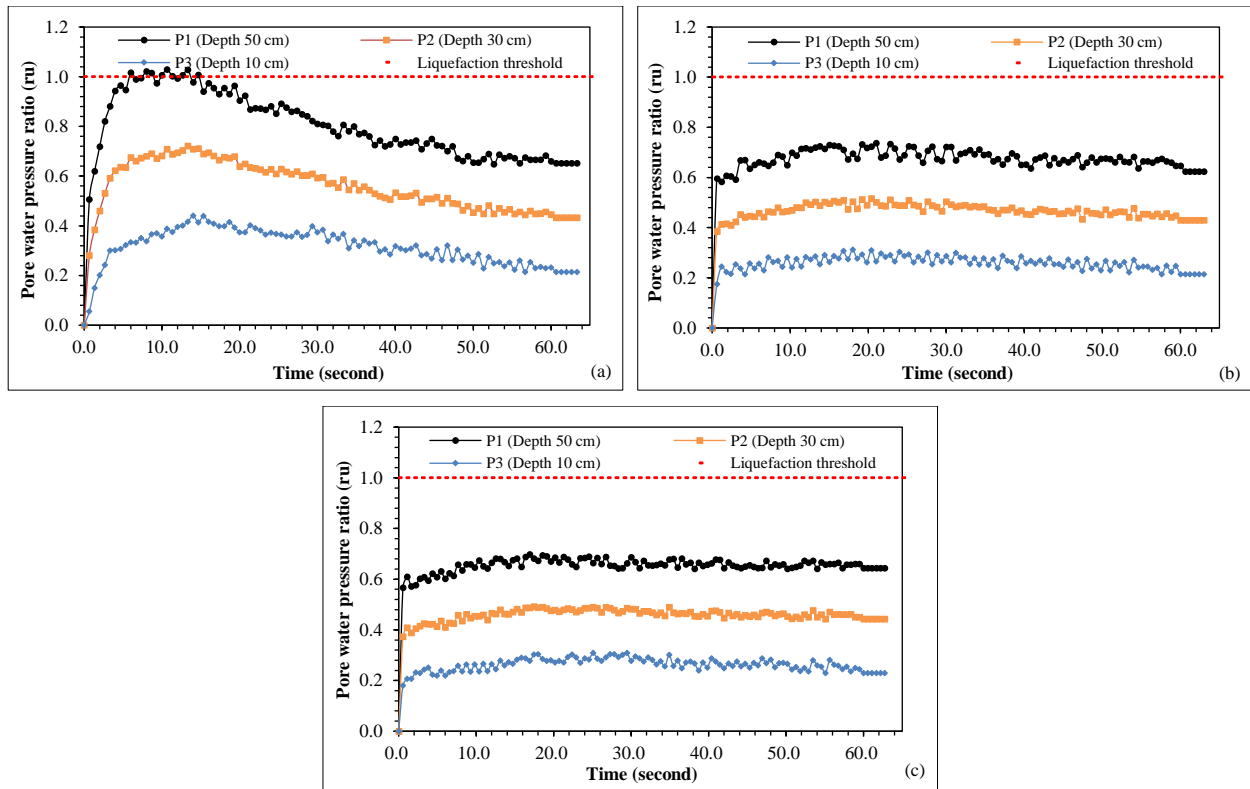 1.2
P1 (Depth 50 cm) P2 (Depth 30 cm)
P3 (Depth 10 cm) Liquefaction threshold
1.0
0.8
0.6
0.4
0.2
0.0
Pore water pressure ratio (ru)
0.0 10.0 20.0 30.0 40.0 50.0 60.0
Time (second)
(a)
1.2
P1 (Depth 50 cm) P2 (Depth 30 cm)
P3 (Depth 10 cm) Liquefaction threshold
1.0
0.8
0.6
0.4
0.2
0.0
Pore water pressure ratio (ru)
0.0 10.0 20.0 30.0 40.0 50.0 60.0
Time (second)
(b)
1.2
P1 (Depth 50 cm) P2 (Depth 30 cm)
P3 (Depth 10 cm) Liquefaction threshold
1.0
0.8
0.6
0.4
0.2
0.0
Pore water pressure ratio (ru)
0.0 10.0 20.0 30.0 40.0 50.0 60.0
Time (second)
(c)